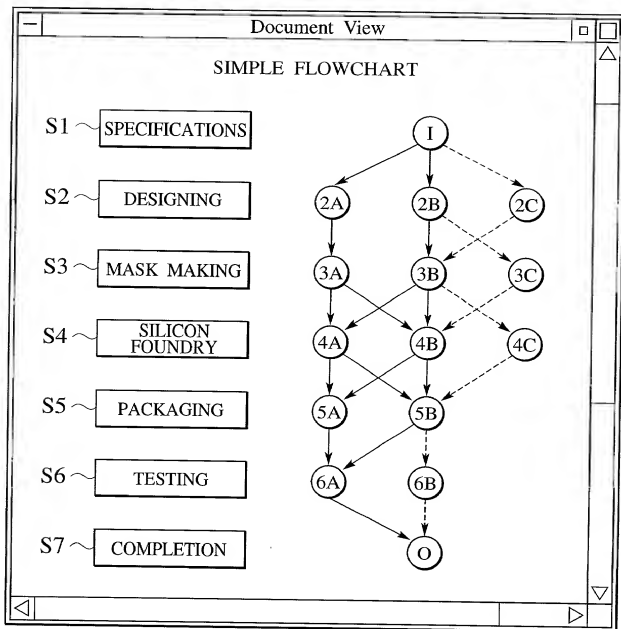 Document View
SIMPLE FLOWCHART
S1 SPECIFICATIONS
I
S2 DESIGNING
2A 2B 2C
S3 MASK MAKING
3A 3B 3C
S4 SILICON
FOUNDRY
4A 4B 4C
S5 PACKAGING
5A 5B
S6 TESTING
6A 6B
S7 COMPLETION
O